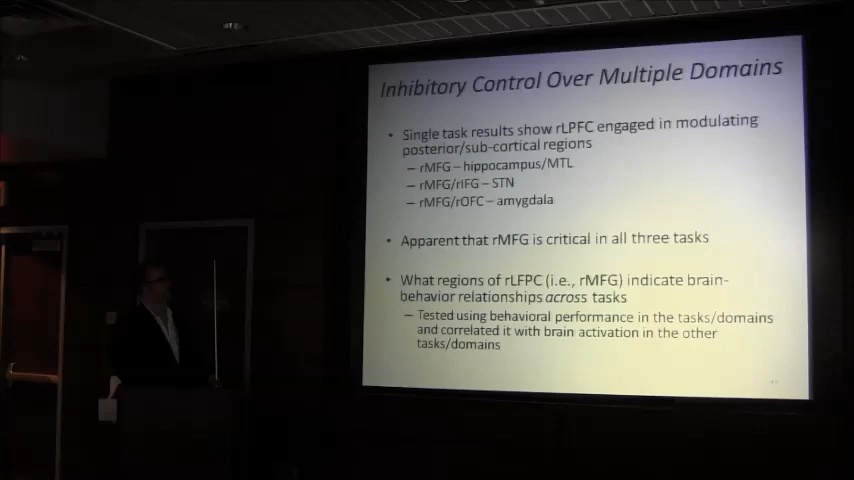 Inhibitory Control Over Multiple Domains
• Single task results show rLPFC engaged in modulating
posterior/sub-cortical regions
– rMFG – hippocampus/MTL
– rMFG/rIFG – STN
– rMFG/rOFC – amygdala
• Apparent that rMFG is critical in all three tasks
• What regions of rLFPC (i.e., rMFG) indicate brain-
behavior relationships across tasks
– Tested using behavioral performance in the tasks/domains
and correlated it with brain activation in the other
tasks/domains